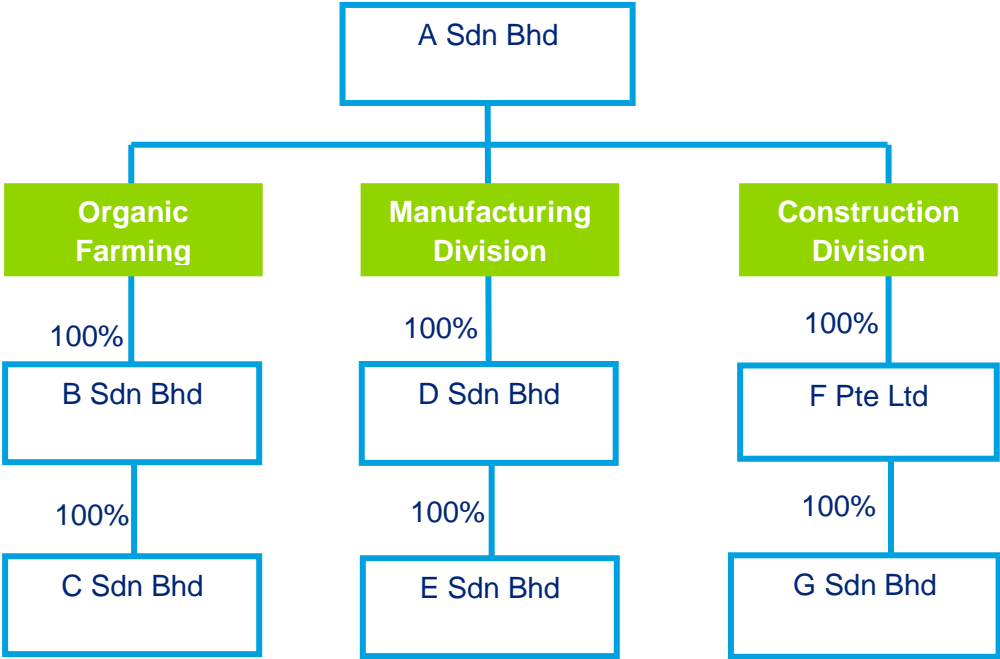 A Sdn Bhd
Organic
Farming
Manufacturing
Division
Construction
Division
100%
100%
100%
B Sdn Bhd
D Sdn Bhd
F Pte Ltd
100%
100%
100%
C Sdn Bhd
E Sdn Bhd
G Sdn Bhd